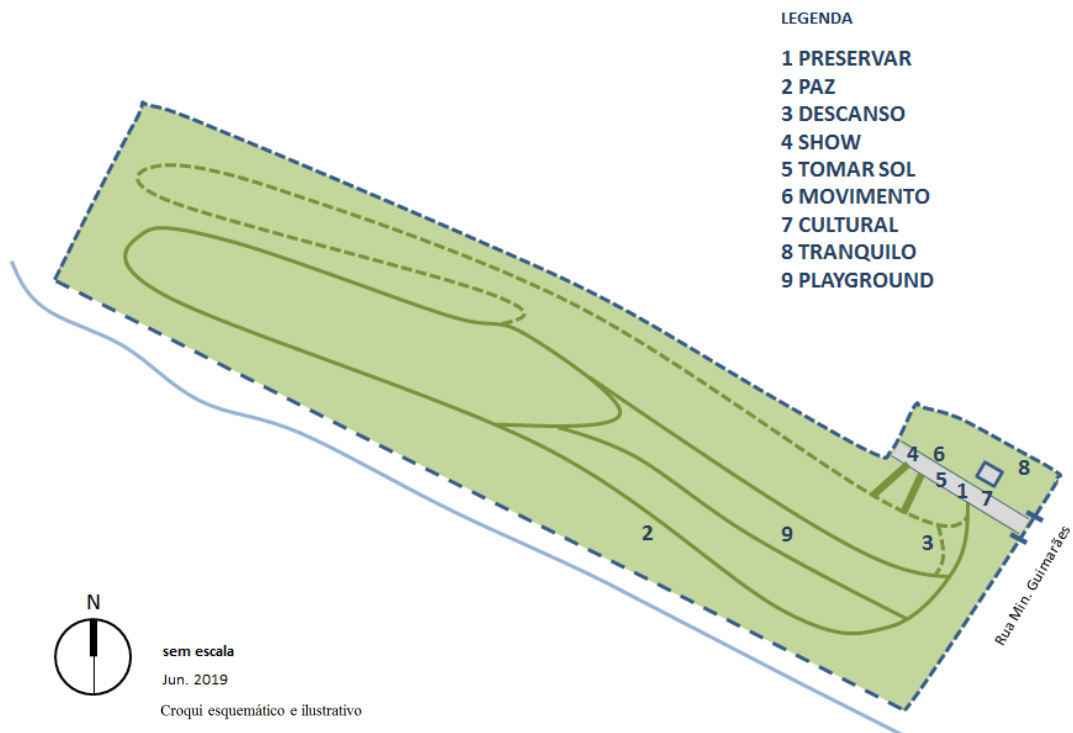 LEGENDA
1 PRESERVAR
2 PAZ
3 DESCANSO
4 SHOW
5 TOMAR SOL
6 MOVIMENTO
7 CULTURAL
8 TRANQUILO
9 PLAYGROUND
4 6
8
5
1 7
2
9
3
Rua Min. Guimarães
N
sem escala
Jun. 2019
Croqui esquemático e ilustrativo